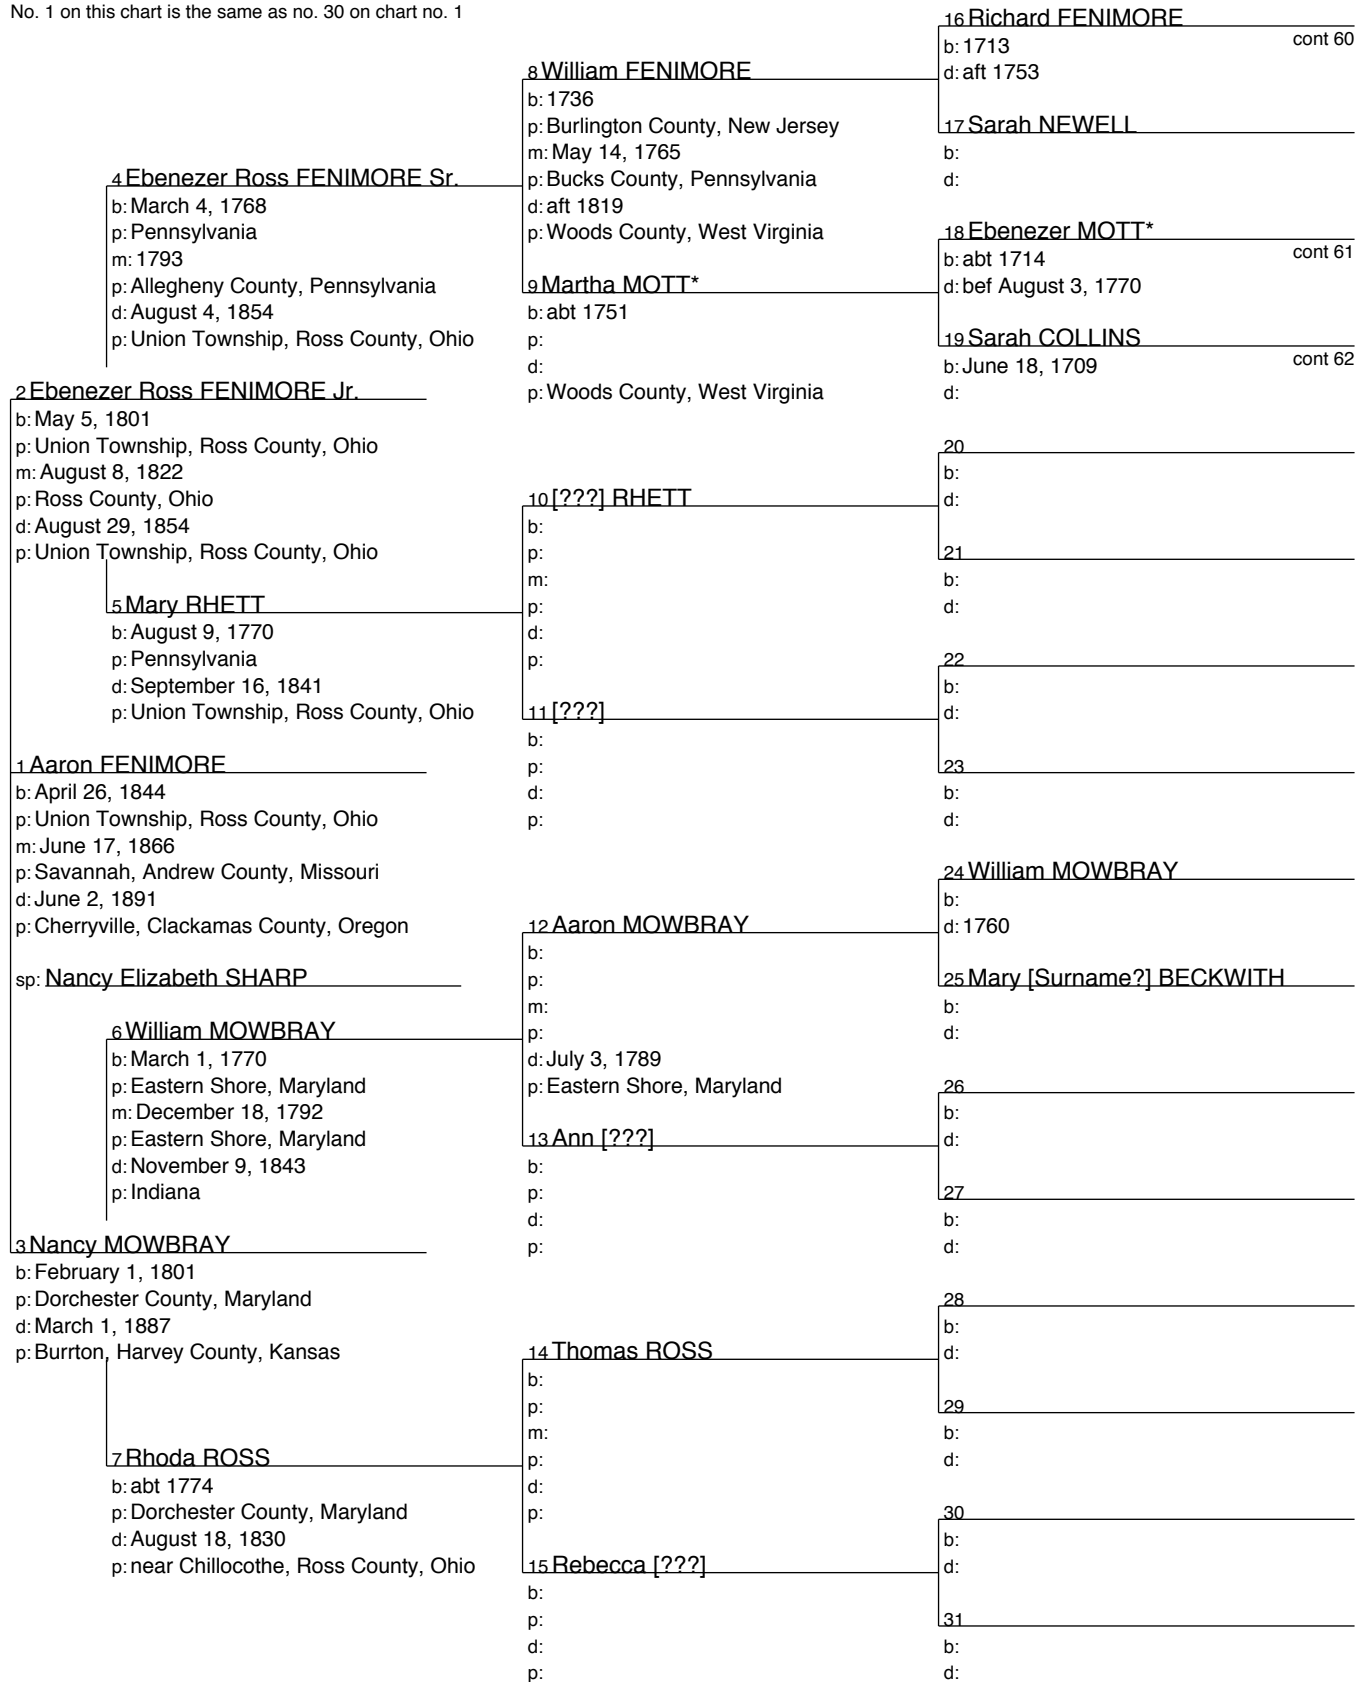 No. 1 on this chart is the same as no. 30 on chart no. 1
16 Richard FENIMORE
b: 1713
cont 60
d: aft 1753
8 William FENIMORE
b: 1736
p: Burlington County, New Jersey
m: May 14, 1765
p: Bucks County, Pennsylvania
d: aft 1819
p: Woods County, West Virginia
17 Sarah NEWELL
b:
d:
4 Ebenezer Ross FENIMORE Sr.
b: March 4, 1768
p: Pennsylvania
m: 1793
p: Allegheny County, Pennsylvania
d: August 4, 1854
p: Union Township, Ross County, Ohio
18 Ebenezer MOTT*
b: abt 1714
cont 61
d: bef August 3, 1770
9 Martha MOTT*
b: abt 1751
p:
d:
p: Woods County, West Virginia
19 Sarah COLLINS
b: June 18, 1709
cont 62
d:
2 Ebenezer Ross FENIMORE Jr.
b: May 5, 1801
p: Union Township, Ross County, Ohio
m: August 8, 1822
p: Ross County, Ohio
d: August 29, 1854
p: Union Township, Ross County, Ohio
20
b:
d:
10 [???] RHETT
b:
p:
m:
p:
d:
p:
21
b:
d:
5 Mary RHETT
b: August 9, 1770
p: Pennsylvania
d: September 16, 1841
p: Union Township, Ross County, Ohio
22
b:
d:
11 [???]
b:
p:
d:
p:
23
b:
d:
1 Aaron FENIMORE
b: April 26, 1844
p: Union Township, Ross County, Ohio
m: June 17, 1866
p: Savannah, Andrew County, Missouri
d: June 2, 1891
p: Cherryville, Clackamas County, Oregon
sp: Nancy Elizabeth SHARP
24 William MOWBRAY
b:
d: 1760
12 Aaron MOWBRAY
b:
p:
m:
p:
d: July 3, 1789
p: Eastern Shore, Maryland
25 Mary [Surname?] BECKWITH
b:
d:
6 William MOWBRAY
b: March 1, 1770
p: Eastern Shore, Maryland
m: December 18, 1792
p: Eastern Shore, Maryland
d: November 9, 1843
p: Indiana
26
b:
d:
13 Ann [???]
b:
p:
d:
p:
27
b:
d:
3 Nancy MOWBRAY
b: February 1, 1801
p: Dorchester County, Maryland
d: March 1, 1887
p: Burrton, Harvey County, Kansas
28
b:
d:
14 Thomas ROSS
b:
p:
m:
p:
d:
p:
29
b:
d:
7 Rhoda ROSS
b: abt 1774
p: Dorchester County, Maryland
d: August 18, 1830
p: near Chillocothe, Ross County, Ohio
30
b:
d:
15 Rebecca [???]
b:
p:
d:
p:
31
b:
d: